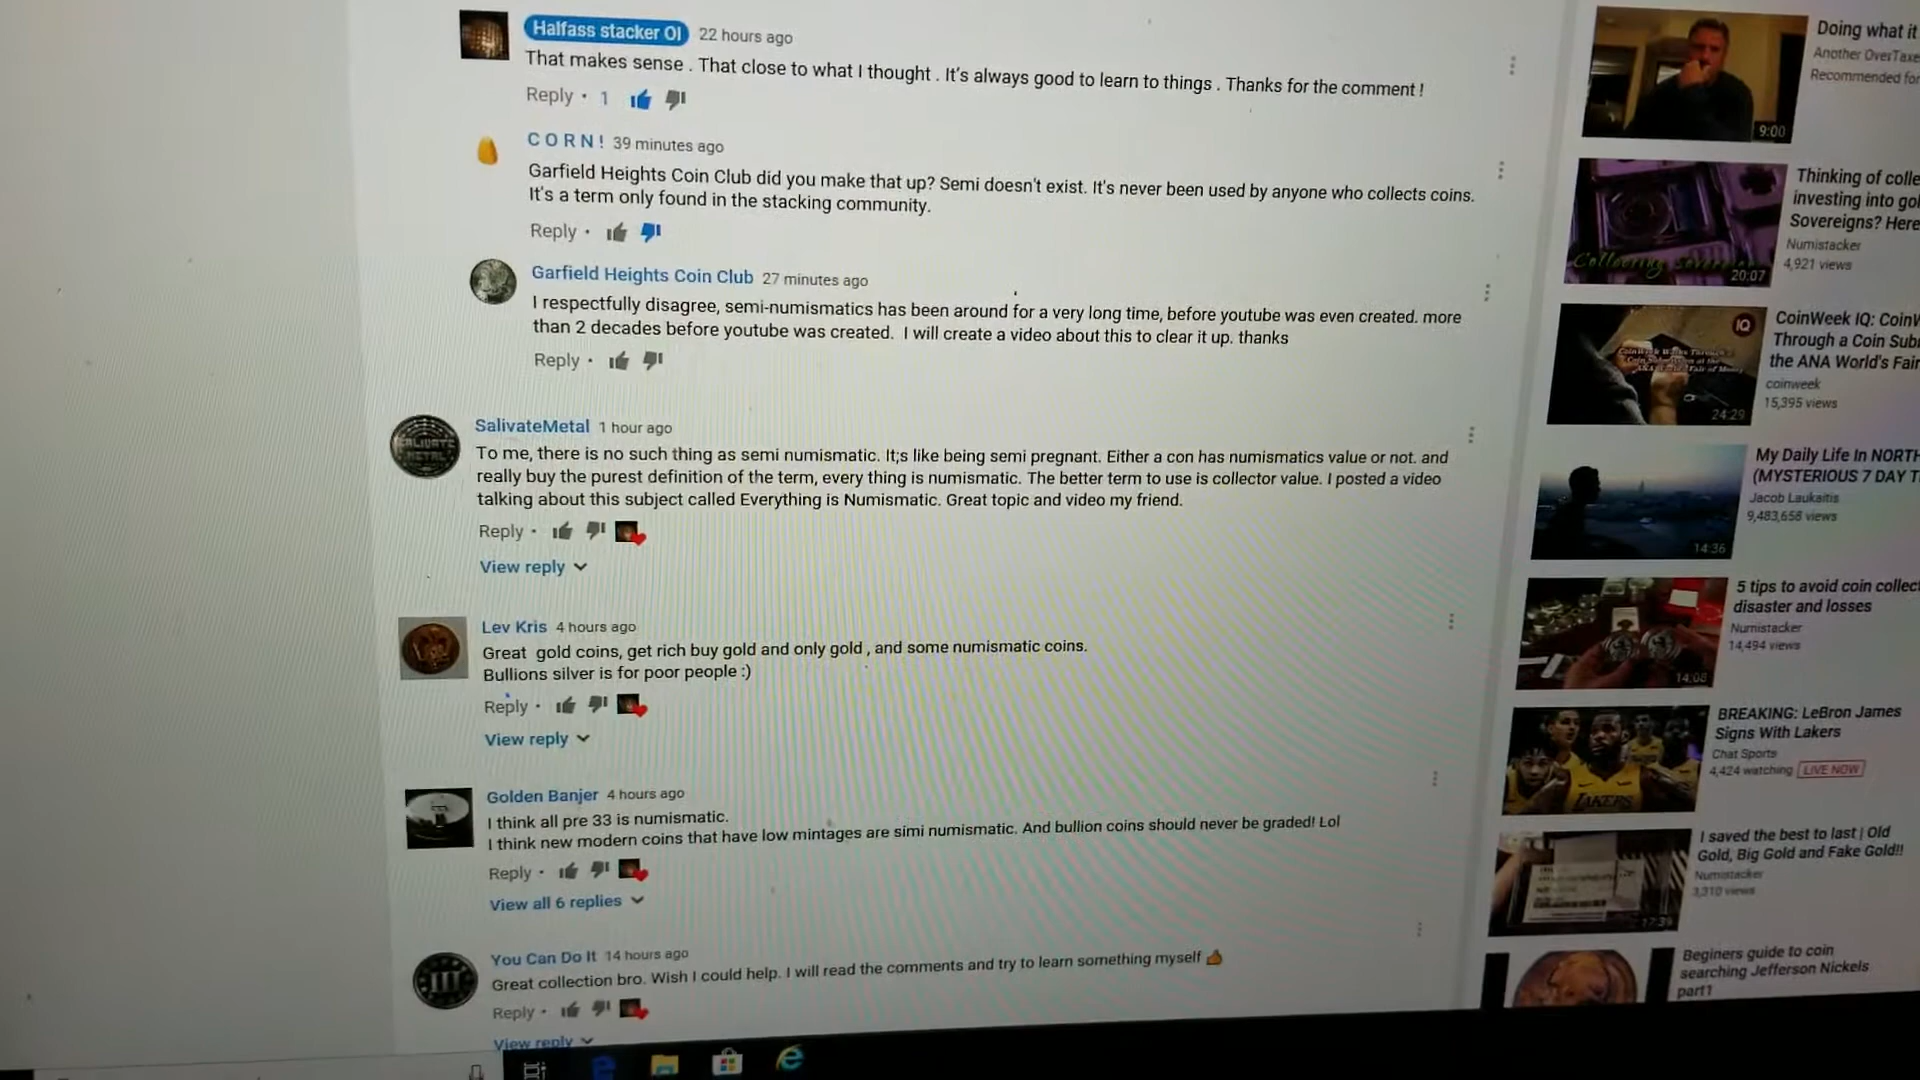 Halfass stacker OI 22 hours ago
That makes sense . That close to what I thought . It's always good to learn to things . Thanks for the comment !
Reply • 1
C O R N ! 39 minutes ago
Garfield Heights Coin Club did you make that up? Semi doesn't exist. It's never been used by anyone who collects coins.
It's a term only found in the stacking community.
Reply •
Garfield Heights Coin Club 27 minutes ago
I respectfully disagree, semi-numismatics has been around for a very long time, before youtube was even created. more
than 2 decades before youtube was created. I will create a video about this to clear it up. thanks
Reply •
SalivateMetal 1 hour ago
To me, there is no such thing as semi numismatic. It;s like being semi pregnant. Either a con has numismatics value or not. and
really buy the purest definition of the term, every thing is numismatic. The better term to use is collector value. I posted a video
talking about this subject called Everything is Numismatic. Great topic and video my friend.
Reply •
View reply
Lev Kris 4 hours ago
Great gold coins, get rich buy gold and only gold , and some numismatic coins.
Bullions silver is for poor people :)
Reply •
View reply
Golden Banjer 4 hours ago
I think all pre 33 is numismatic.
I think new modern coins that have low mintages are simi numismatic. And bullion coins should never be graded! Lol
Reply •
View all 6 replies
You Can Do It 14 hours ago
Great collection bro. Wish I could help. I will read the comments and try to learn something myself 👍
Reply •
View reply
Doing what it
Another OverTaxe
Recommended for
9:00
Thinking of colle
investing into gol
Sovereigns? Here
Numistacker
4,921 views
Collecting Sovereign
20:07
CoinWeek IQ: CoinW
Through a Coin Sub
the ANA World's Fair
coinweek
15,395 views
IQ
24:29
My Daily Life In NORTH
(MYSTERIOUS 7 DAY T
Jacob Laukaitis
9,483,658 views
14:36
5 tips to avoid coin collect
disaster and losses
Numistacker
14,494 views
14:08
BREAKING: LeBron James
Signs With Lakers
Chat Sports
4,424 watching LIVE NOW
LAKERS
I saved the best to last | Old
Gold, Big Gold and Fake Gold!!
Numistacker
3,310 views
17:39
Beginers guide to coin
searching Jefferson Nickels
part1